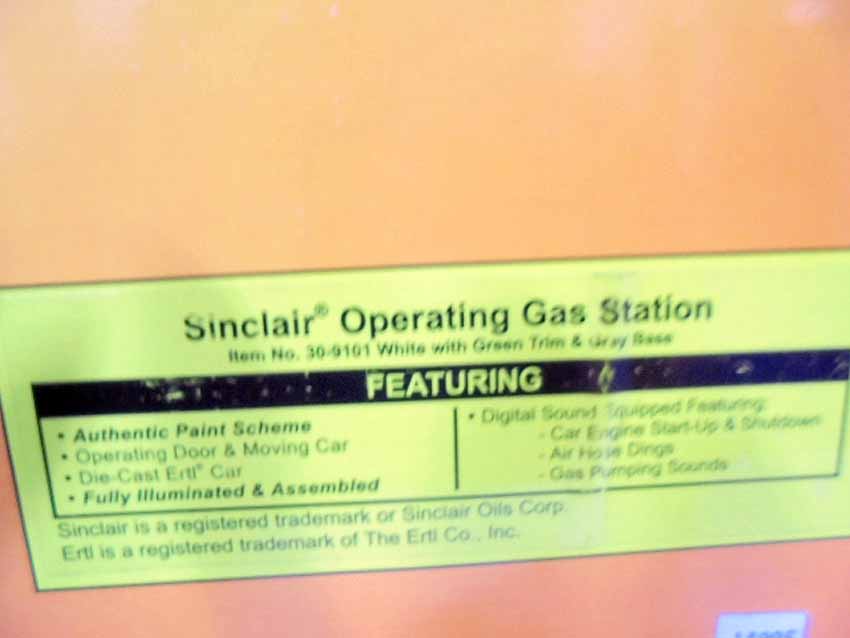 Sinclair® Operating Gas Station
Item No. 30-9101 White with Green Trim & Gray Base
FEATURING
• Authentic Paint Scheme
• Operating Door & Moving Car
• Die-Cast Ertl® Car
• Fully Illuminated & Assembled
• Digital Sound Equipped Featuring:
- Car Engine Start-Up & Shutdown
- Air Hose Dings
- Gas Pumping Sounds
Sinclair is a registered trademark or Sinclair Oils Corp.
Ertl is a registered trademark of The Ertl Co., Inc.